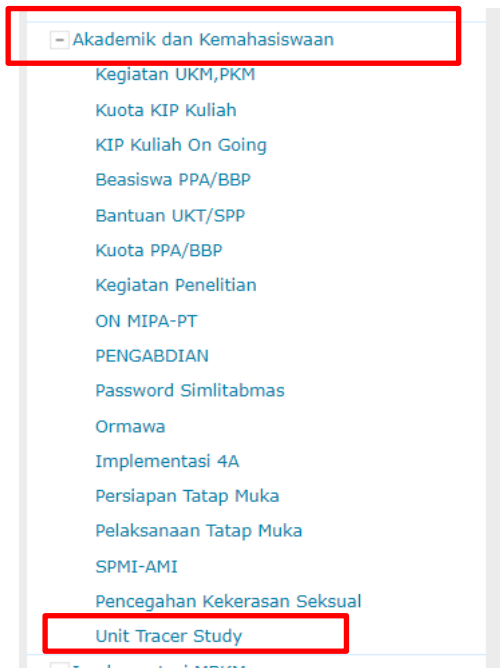 Akademik dan Kemahasiswaan
Kegiatan UKM,PKM
Kuota KIP Kuliah
KIP Kuliah On Going
Beasiswa PPA/BBP
Bantuan UKT/SPP
Kuota PPA/BBP
Kegiatan Penelitian
ON MIPA-PT
PENGABDIAN
Password Simlitabmas
Ormawa
Implementasi 4A
Persiapan Tatap Muka
Pelaksanaan Tatap Muka
SPMI-AMI
Pencegahan Kekerasan Seksual
Unit Tracer Study